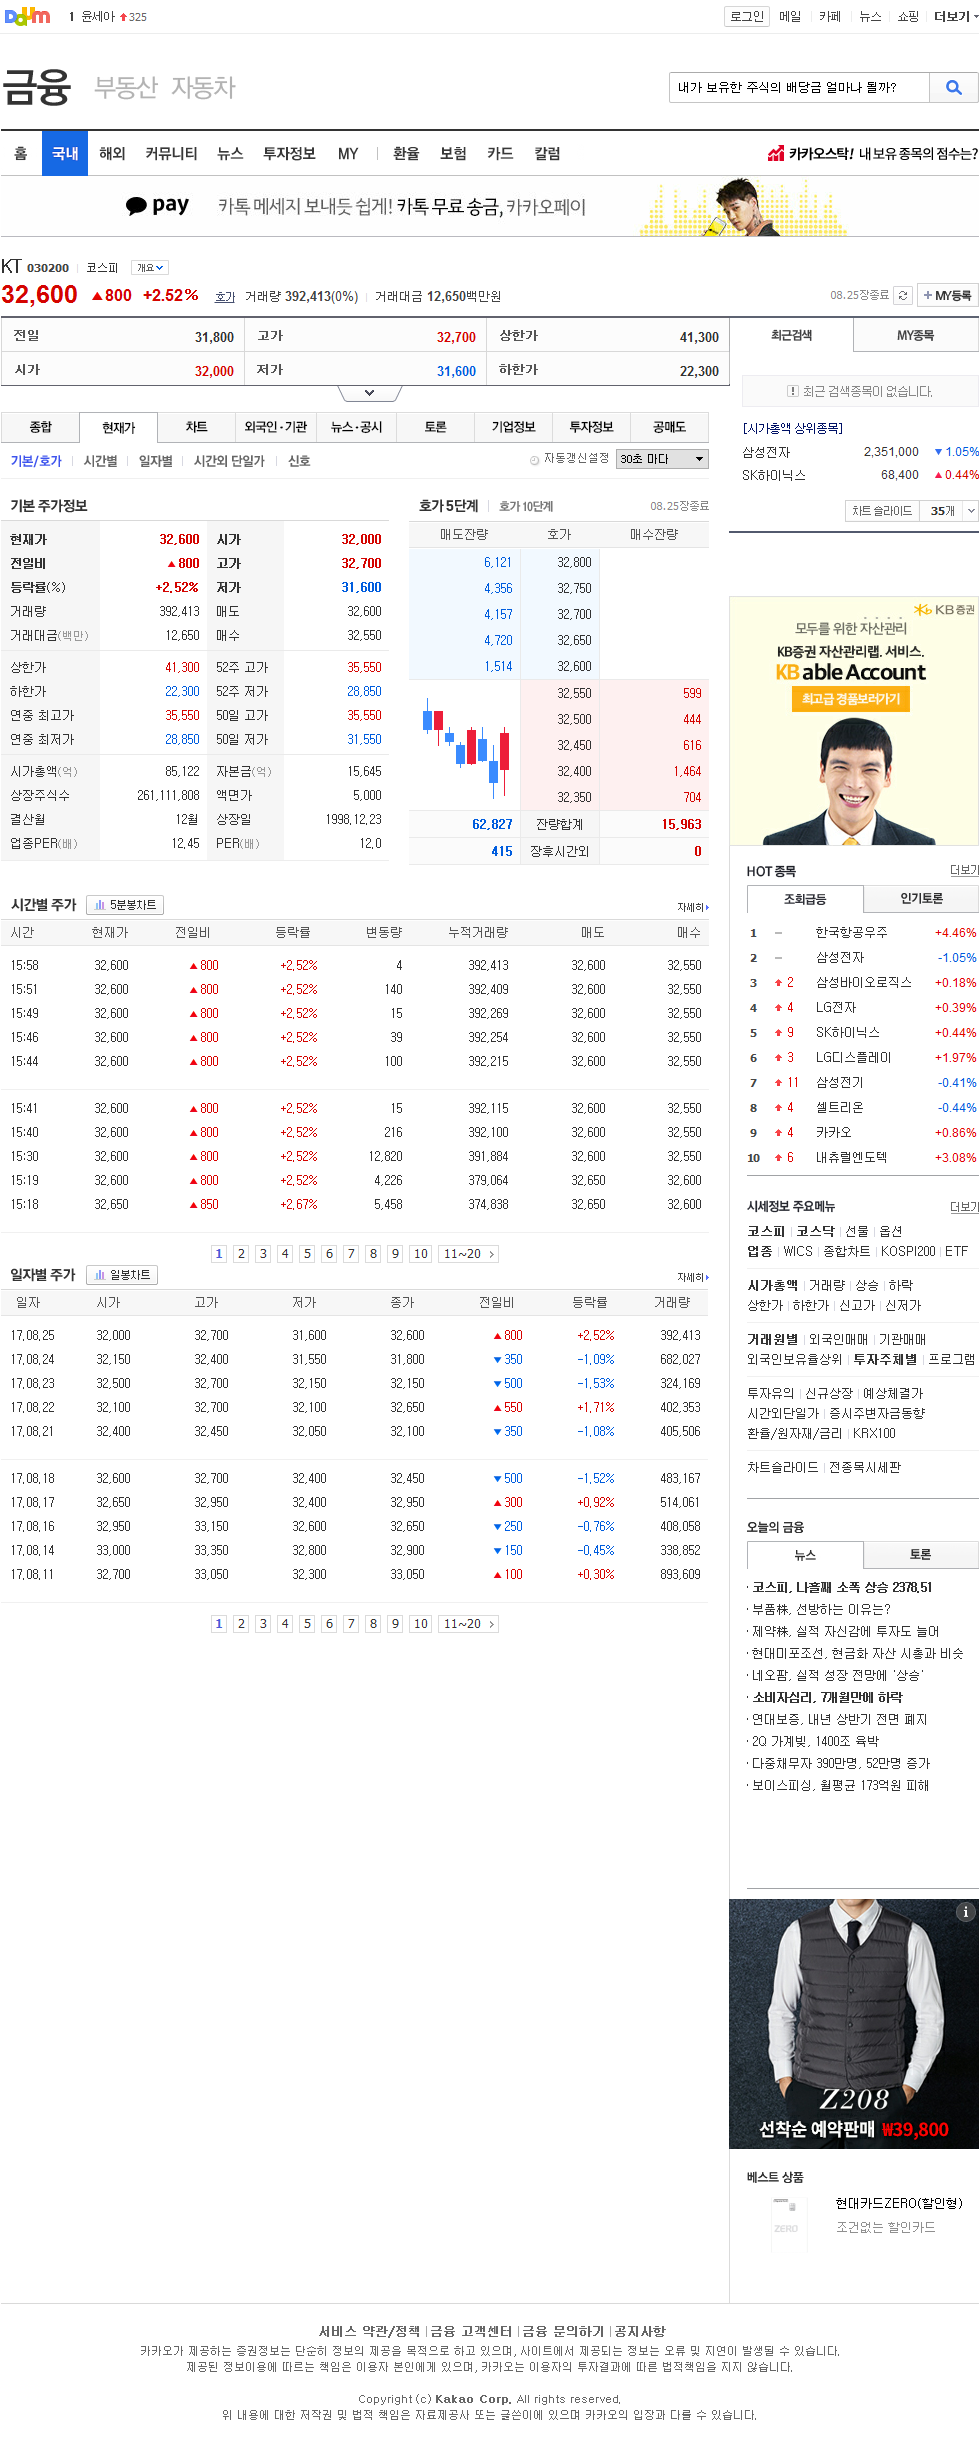 Daum 1 윤세아 325 로그인 메일 카페 뉴스 쇼핑 더보기
금융 부동산 자동차 내가 보유한 주식의 배당금 얼마나 될까?
홈 국내 해외 커뮤니티 뉴스 투자정보 MY 환율 보험 카드 칼럼 카카오스탁! 내 보유 종목의 점수는?
pay 카톡 메세지 보내듯 쉽게! 카톡 무료 송금, 카카오페이
KT 030200 코스피 개요
32,600 ▲800 +2.52% 호가 거래량 392,413(0%) 거래대금 12,650백만원 08.25장종료 + MY등록
전일 31,800 고가 32,700 상한가 41,300
시가 32,000 저가 31,600 하한가 22,300
최근검색 MY종목
최근 검색종목이 없습니다.
[시가총액 상위종목]
삼성전자 2,351,000 ▼1.05%
SK하이닉스 68,400 ▲0.44%
차트 슬라이드 35개
종합 현재가 차트 외국인·기관 뉴스·공시 토론 기업정보 투자정보 공매도
기본/호가 시간별 일자별 시간외 단일가 신호 자동갱신설정 30초 마다
기본 주가정보
현재가 32,600 시가 32,000
전일비 ▲800 고가 32,700
등락률(%) +2.52% 저가 31,600
거래량 392,413 매도 32,600
거래대금(백만) 12,650 매수 32,550
상한가 41,300 52주 고가 35,550
하한가 22,300 52주 저가 28,850
연중 최고가 35,550 50일 고가 35,550
연중 최저가 28,850 50일 저가 31,550
시가총액(억) 85,122 자본금(억) 15,645
상장주식수 261,111,808 액면가 5,000
결산월 12월 상장일 1998.12.23
업종PER(배) 12.45 PER(배) 12.0
호가 5단계 호가 10단계 08.25장종료
매도잔량 호가 매수잔량
6,121 32,800
4,356 32,750
4,157 32,700
4,720 32,650
1,514 32,600
32,550 599
32,500 444
32,450 616
32,400 1,464
32,350 704
62,827 잔량합계 15,963
415 장후시간외 0
시간별 주가 5분봉차트 자세히
시간 현재가 전일비 등락률 변동량 누적거래량 매도 매수
15:58 32,600 ▲800 +2.52% 4 392,413 32,600 32,550
15:51 32,600 ▲800 +2.52% 140 392,409 32,600 32,550
15:49 32,600 ▲800 +2.52% 15 392,269 32,600 32,550
15:46 32,600 ▲800 +2.52% 39 392,254 32,600 32,550
15:44 32,600 ▲800 +2.52% 100 392,215 32,600 32,550
15:41 32,600 ▲800 +2.52% 15 392,115 32,600 32,550
15:40 32,600 ▲800 +2.52% 216 392,100 32,600 32,550
15:30 32,600 ▲800 +2.52% 12,820 391,884 32,600 32,550
15:19 32,600 ▲800 +2.52% 4,226 379,064 32,650 32,600
15:18 32,650 ▲850 +2.67% 5,458 374,838 32,650 32,600
1 2 3 4 5 6 7 8 9 10 11~20 >
일자별 주가 일봉차트 자세히
일자 시가 고가 저가 종가 전일비 등락률 거래량
17.08.25 32,000 32,700 31,600 32,600 ▲800 +2.52% 392,413
17.08.24 32,150 32,400 31,550 31,800 ▼350 -1.09% 682,027
17.08.23 32,500 32,700 32,150 32,150 ▼500 -1.53% 324,169
17.08.22 32,100 32,700 32,100 32,650 ▲550 +1.71% 402,353
17.08.21 32,400 32,450 32,050 32,100 ▼350 -1.08% 405,506
17.08.18 32,600 32,700 32,400 32,450 ▼500 -1.52% 483,167
17.08.17 32,650 32,950 32,400 32,950 ▲300 +0.92% 514,061
17.08.16 32,950 33,150 32,600 32,650 ▼250 -0.76% 408,058
17.08.14 33,000 33,350 32,800 32,900 ▼150 -0.45% 338,852
17.08.11 32,700 33,050 32,300 33,050 ▲100 +0.30% 893,609
1 2 3 4 5 6 7 8 9 10 11~20 >
KB증권
모두를 위한 자산관리
KB증권 자산관리랩. 서비스.
KB able Account
최고급 경품보러가기
HOT 종목 더보기
조회급등 인기토론
1 – 한국항공우주 +4.46%
2 – 삼성전자 -1.05%
3 2 삼성바이오로직스 +0.18%
4 4 LG전자 +0.39%
5 9 SK하이닉스 +0.44%
6 3 LG디스플레이 +1.97%
7 11 삼성전기 -0.41%
8 4 셀트리온 -0.44%
9 4 카카오 +0.86%
10 6 내츄럴엔도텍 +3.08%
시세정보 주요메뉴 더보기
코스피 코스닥 선물 옵션
업종 WICS 종합차트 KOSPI200 ETF
시가총액 거래량 상승 하락
상한가 하한가 신고가 신저가
거래원별 외국인매매 기관매매
외국인보유율상위 투자주체별 프로그램
투자유의 신규상장 예상체결가
시간외단일가 증시주변자금동향
환율/원자재/금리 KRX100
차트슬라이드 전종목시세판
오늘의 금융
뉴스 토론
· 코스피, 나흘째 소폭 상승 2378.51
· 부품株, 선방하는 이유는?
· 제약株, 실적 자신감에 투자도 늘어
· 현대미포조선, 현금화 자산 시총과 비슷
· 네오팜, 실적 성장 전망에 '상승'
· 소비자심리, 7개월만에 하락
· 연대보증, 내년 상반기 전면 폐지
· 2Q 가계빚, 1400조 육박
· 다중채무자 390만명, 52만명 증가
· 보이스피싱, 월평균 173억원 피해
Z208
선착순 예약판매 ₩39,800
베스트 상품
ZERO 현대카드ZERO(할인형)
조건없는 할인카드
서비스 약관/정책 금융 고객센터 금융 문의하기 공지사항
카카오가 제공하는 증권정보는 단순히 정보의 제공을 목적으로 하고 있으며, 사이트에서 제공되는 정보는 오류 및 지연이 발생될 수 있습니다.
제공된 정보이용에 따르는 책임은 이용자 본인에게 있으며, 카카오는 이용자의 투자결과에 따른 법적책임을 지지 않습니다.
Copyright (c) Kakao Corp. All rights reserved.
위 내용에 대한 저작권 및 법적 책임은 자료제공사 또는 글쓴이에 있으며 카카오의 입장과 다를 수 있습니다.